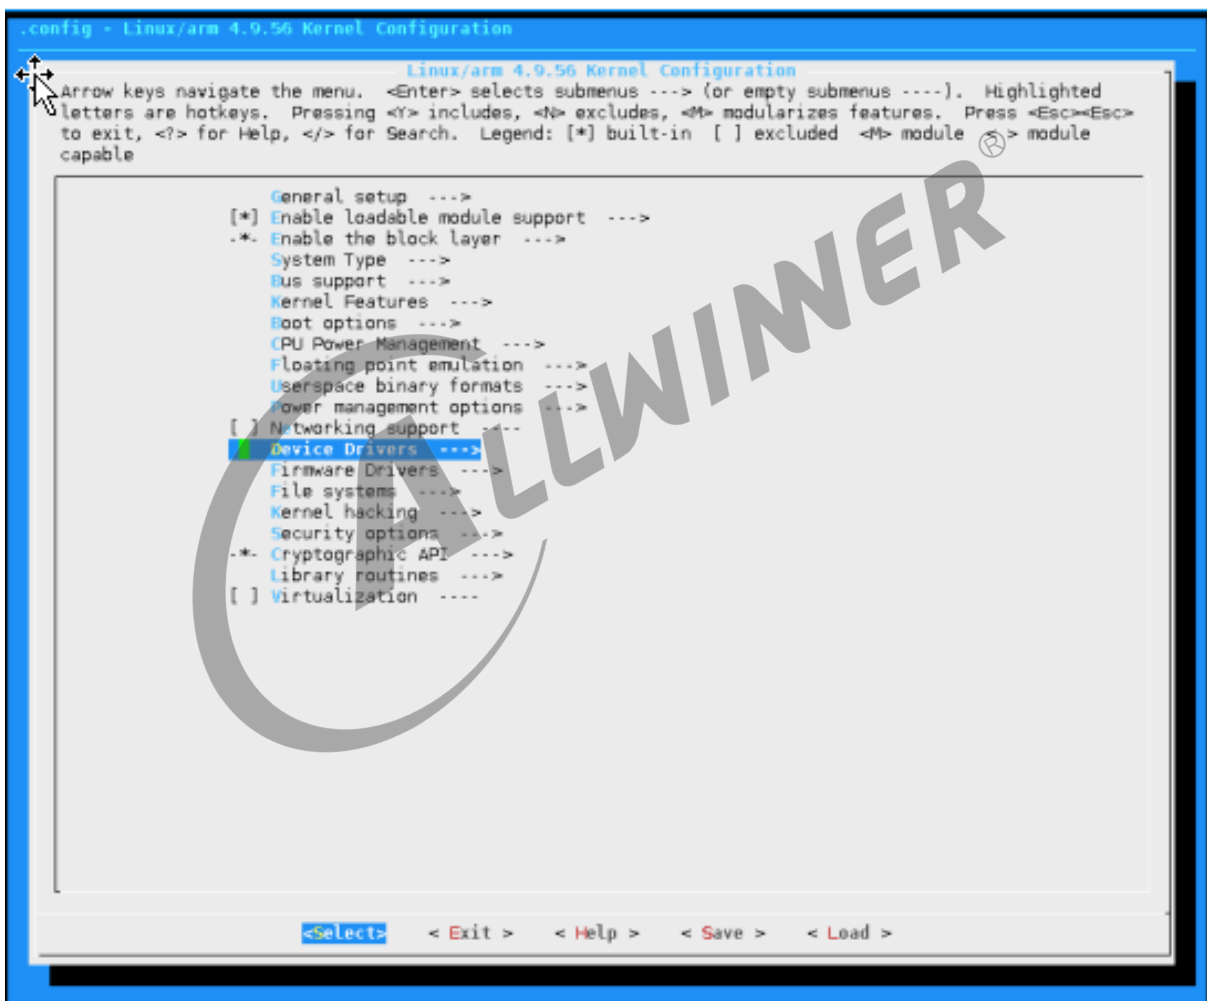 .config - Linux/arm 4.9.56 Kernel Configuration
Linux/arm 4.9.56 Kernel Configuration
Arrow keys navigate the menu.  <Enter> selects submenus ---> (or empty submenus ----).  Highlighted
letters are hotkeys.  Pressing <Y> includes, <N> excludes, <M> modularizes features.  Press <Esc><Esc>
to exit, <?> for Help, </> for Search.  Legend: [*] built-in  [ ] excluded  <M> module  < > module
capable
General setup  --->
[*] Enable loadable module support  --->
-*- Enable the block layer  --->
System Type  --->
Bus support  --->
Kernel Features  --->
Boot options  --->
CPU Power Management  --->
Floating point emulation  --->
Userspace binary formats  --->
Power management options  --->
[ ] Networking support  ----
Device Drivers  --->
Firmware Drivers  --->
File systems  --->
Kernel hacking  --->
Security options  --->
-*- Cryptographic API  --->
Library routines  --->
[ ] Virtualization  ----
ALLWINNER®
<Select>    < Exit >    < Help >    < Save >    < Load >